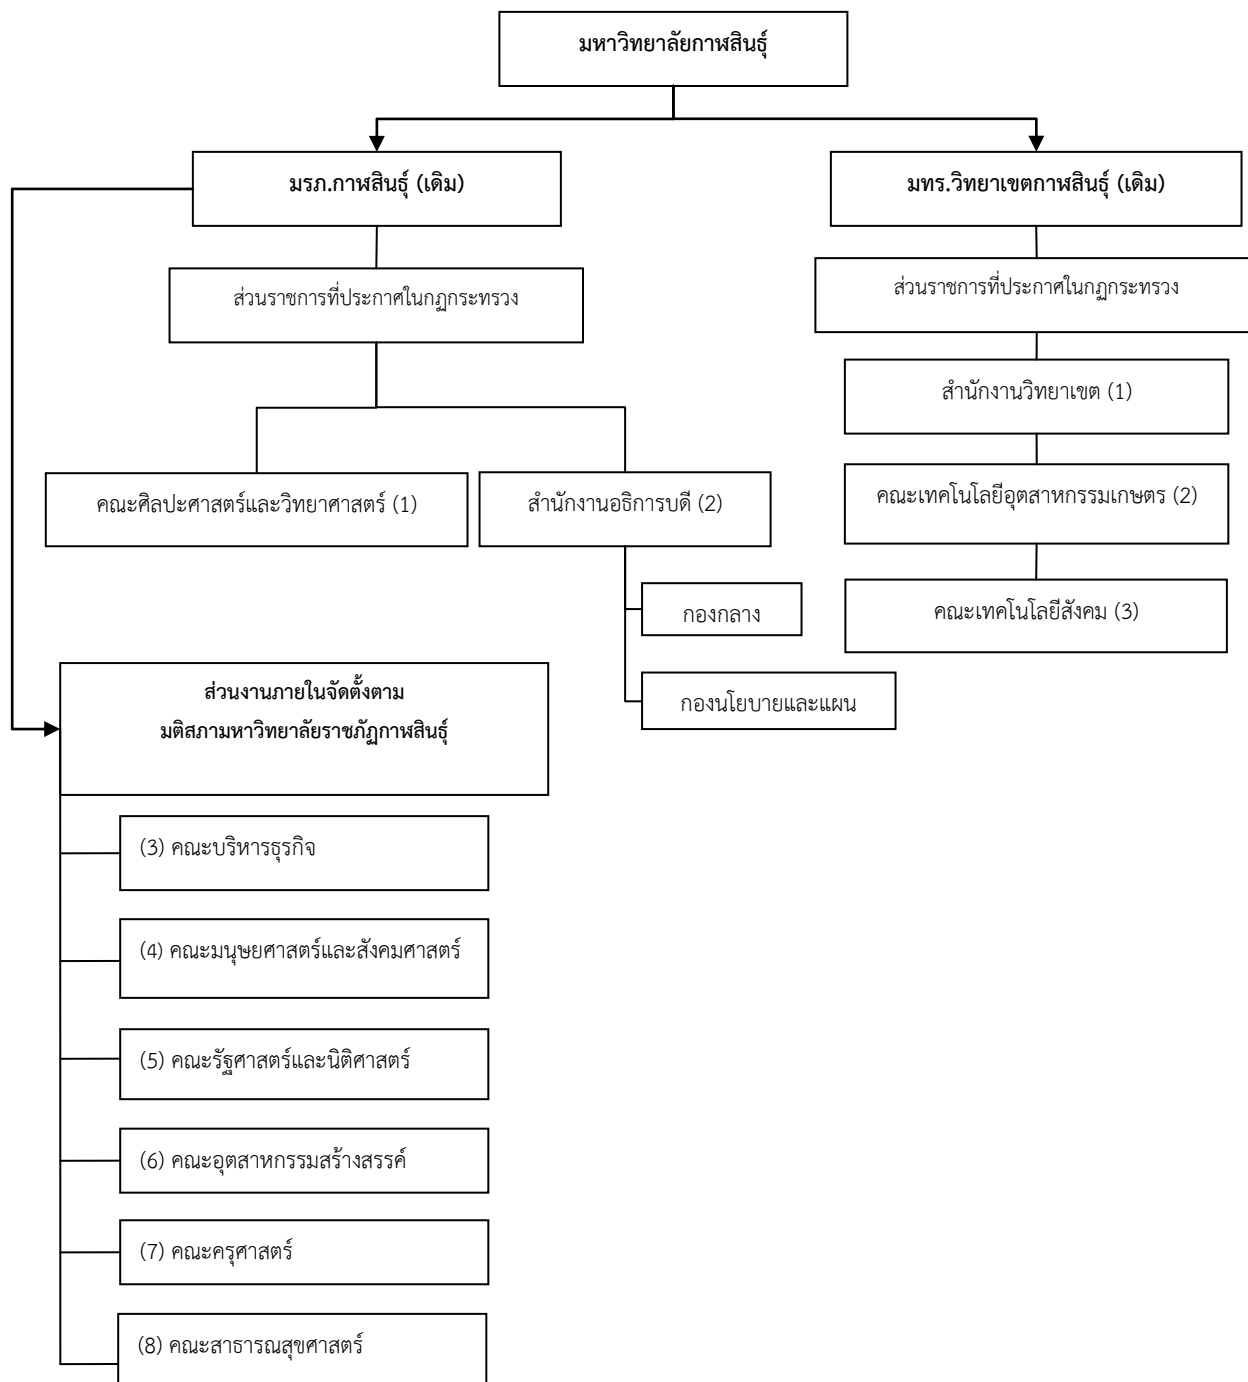 มหาวิทยาลัยกาฬสินธุ์
มรภ.กาฬสินธุ์ (เดิม)
มทร.วิทยาเขตกาฬสินธุ์ (เดิม)
ส่วนราชการที่ประกาศในกฎกระทรวง
ส่วนราชการที่ประกาศในกฎกระทรวง
สำนักงานวิทยาเขต (1)
คณะศิลปะศาสตร์และวิทยาศาสตร์ (1)
สำนักงานอธิการบดี (2)
คณะเทคโนโลยีอุตสาหกรรมเกษตร (2)
กองกลาง
คณะเทคโนโลยีสังคม (3)
กองนโยบายและแผน
ส่วนงานภายในจัดตั้งตาม
มติสภามหาวิทยาลัยราชภัฏกาฬสินธุ์
(3) คณะบริหารธุรกิจ
(4) คณะมนุษยศาสตร์และสังคมศาสตร์
(5) คณะรัฐศาสตร์และนิติศาสตร์
(6) คณะอุตสาหกรรมสร้างสรรค์
(7) คณะครุศาสตร์
(8) คณะสาธารณสุขศาสตร์